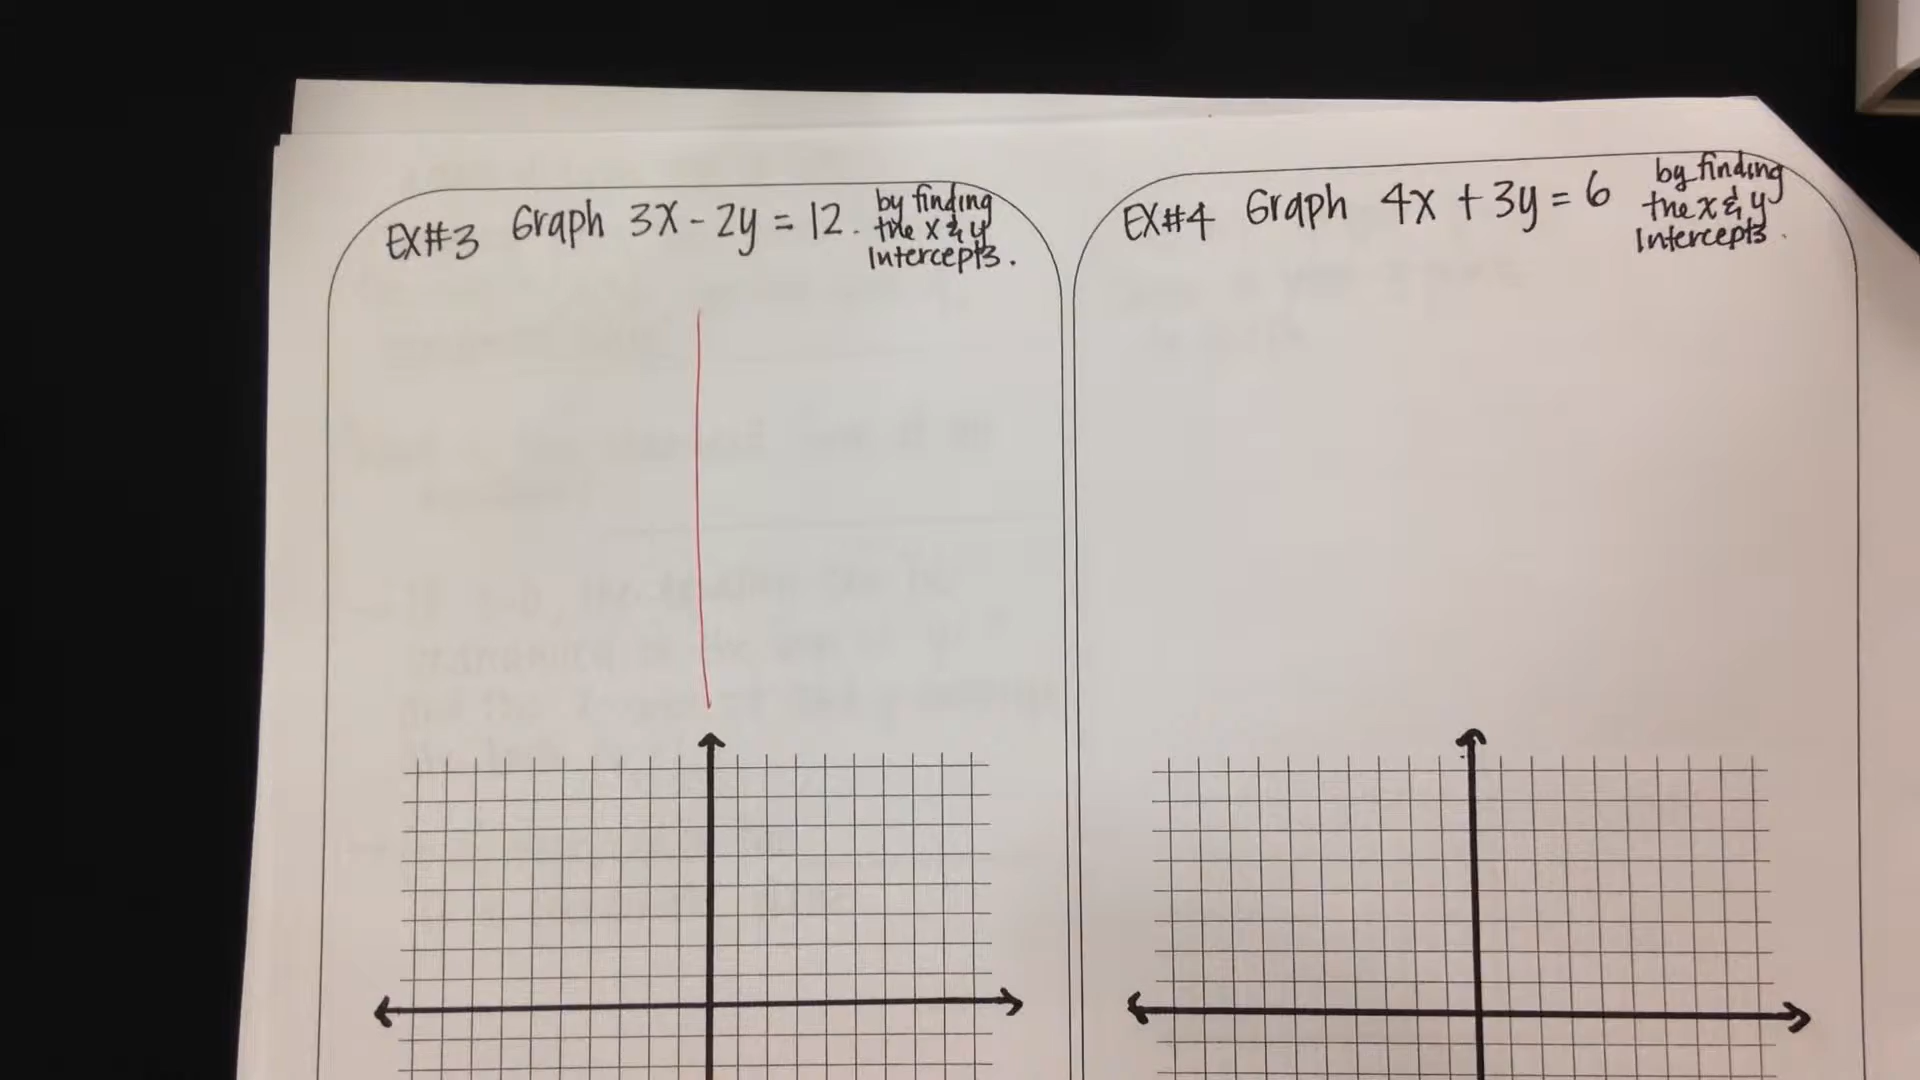 EX#3 Graph 3x - 2y = 12. by finding
the x & y
Intercepts.
EX#4 Graph 4x + 3y = 6 by finding
the x & y
Intercepts.